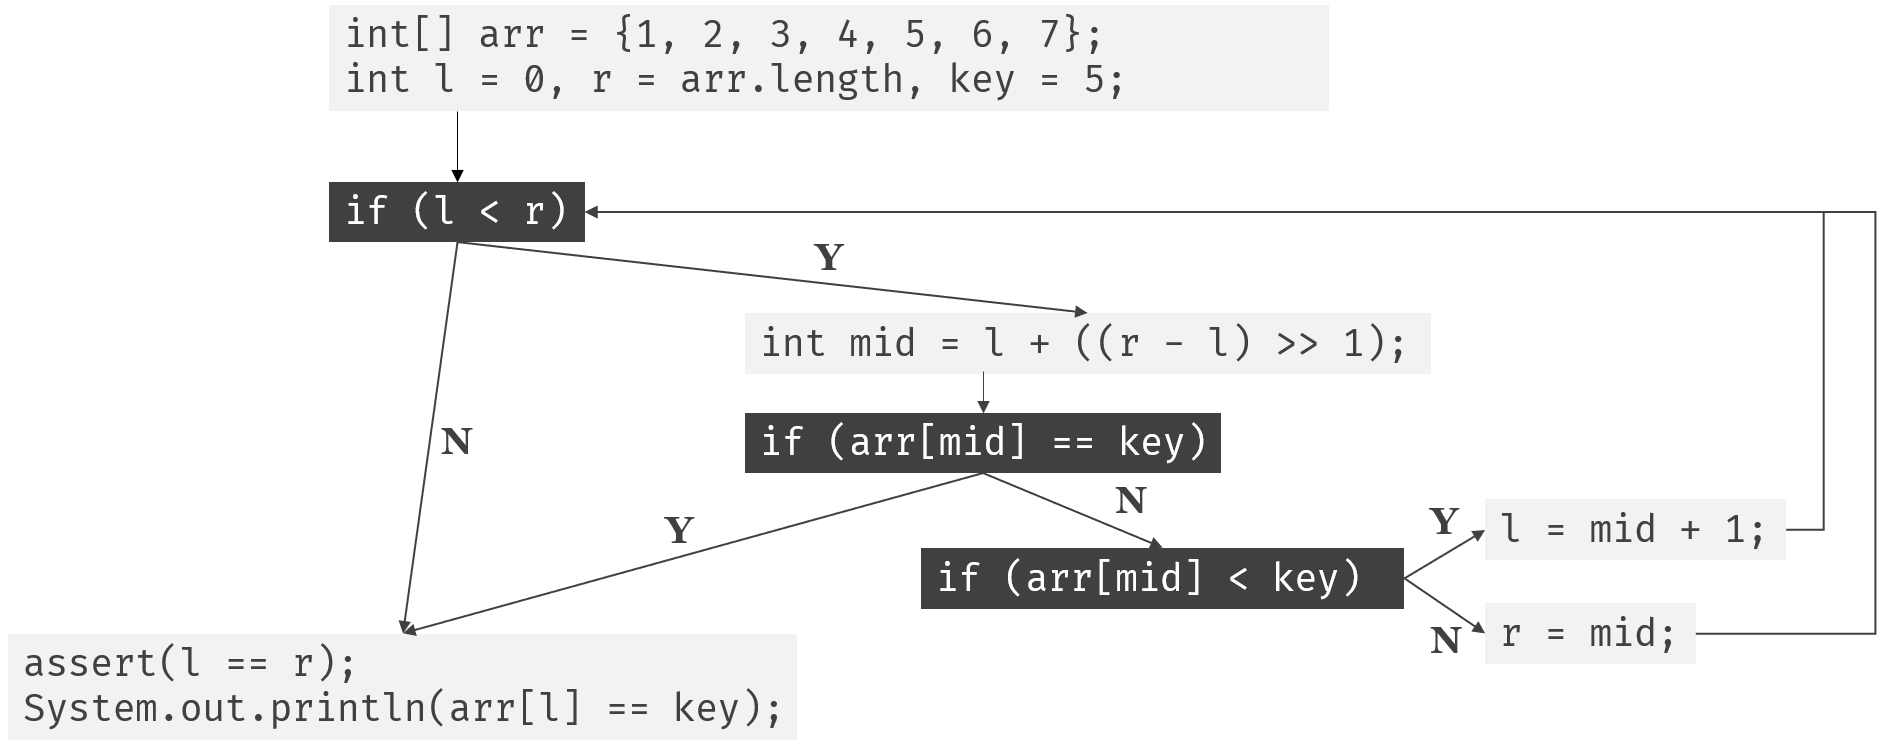 int[] arr = {1, 2, 3, 4, 5, 6, 7};
int l = 0, r = arr.length, key = 5;
if (l < r)
Y
int mid = l + ((r - l) >> 1);
N
if (arr[mid] == key)
Y
N
if (arr[mid] < key)
Y
l = mid + 1;
N
r = mid;
assert(l == r);
System.out.println(arr[l] == key);